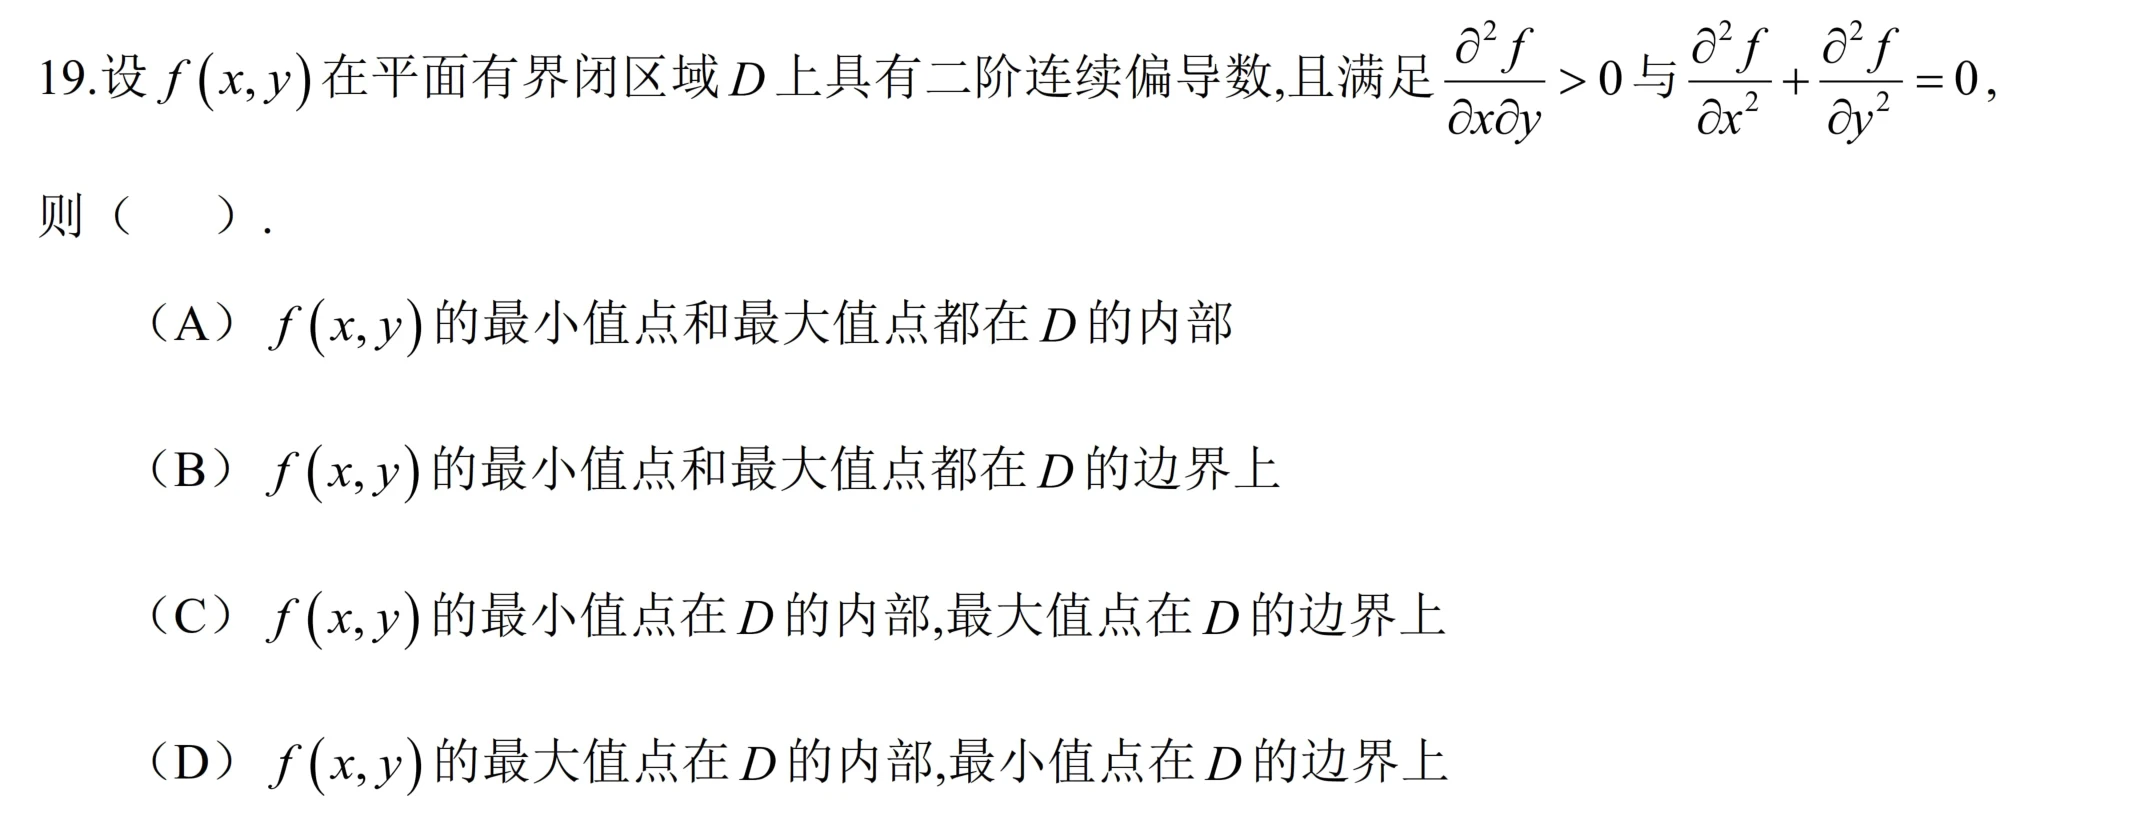 19.设 $f(x,y)$ 在平面有界闭区域 $D$ 上具有二阶连续偏导数,且满足 $\frac{\partial^2 f}{\partial x \partial y} > 0$ 与 $\frac{\partial^2 f}{\partial x^2} + \frac{\partial^2 f}{\partial y^2} = 0$,
则（ ）.
（A） $f(x,y)$ 的最小值点和最大值点都在 $D$ 的内部
（B） $f(x,y)$ 的最小值点和最大值点都在 $D$ 的边界上
（C） $f(x,y)$ 的最小值点在 $D$ 的内部,最大值点在 $D$ 的边界上
（D） $f(x,y)$ 的最大值点在 $D$ 的内部,最小值点在 $D$ 的边界上